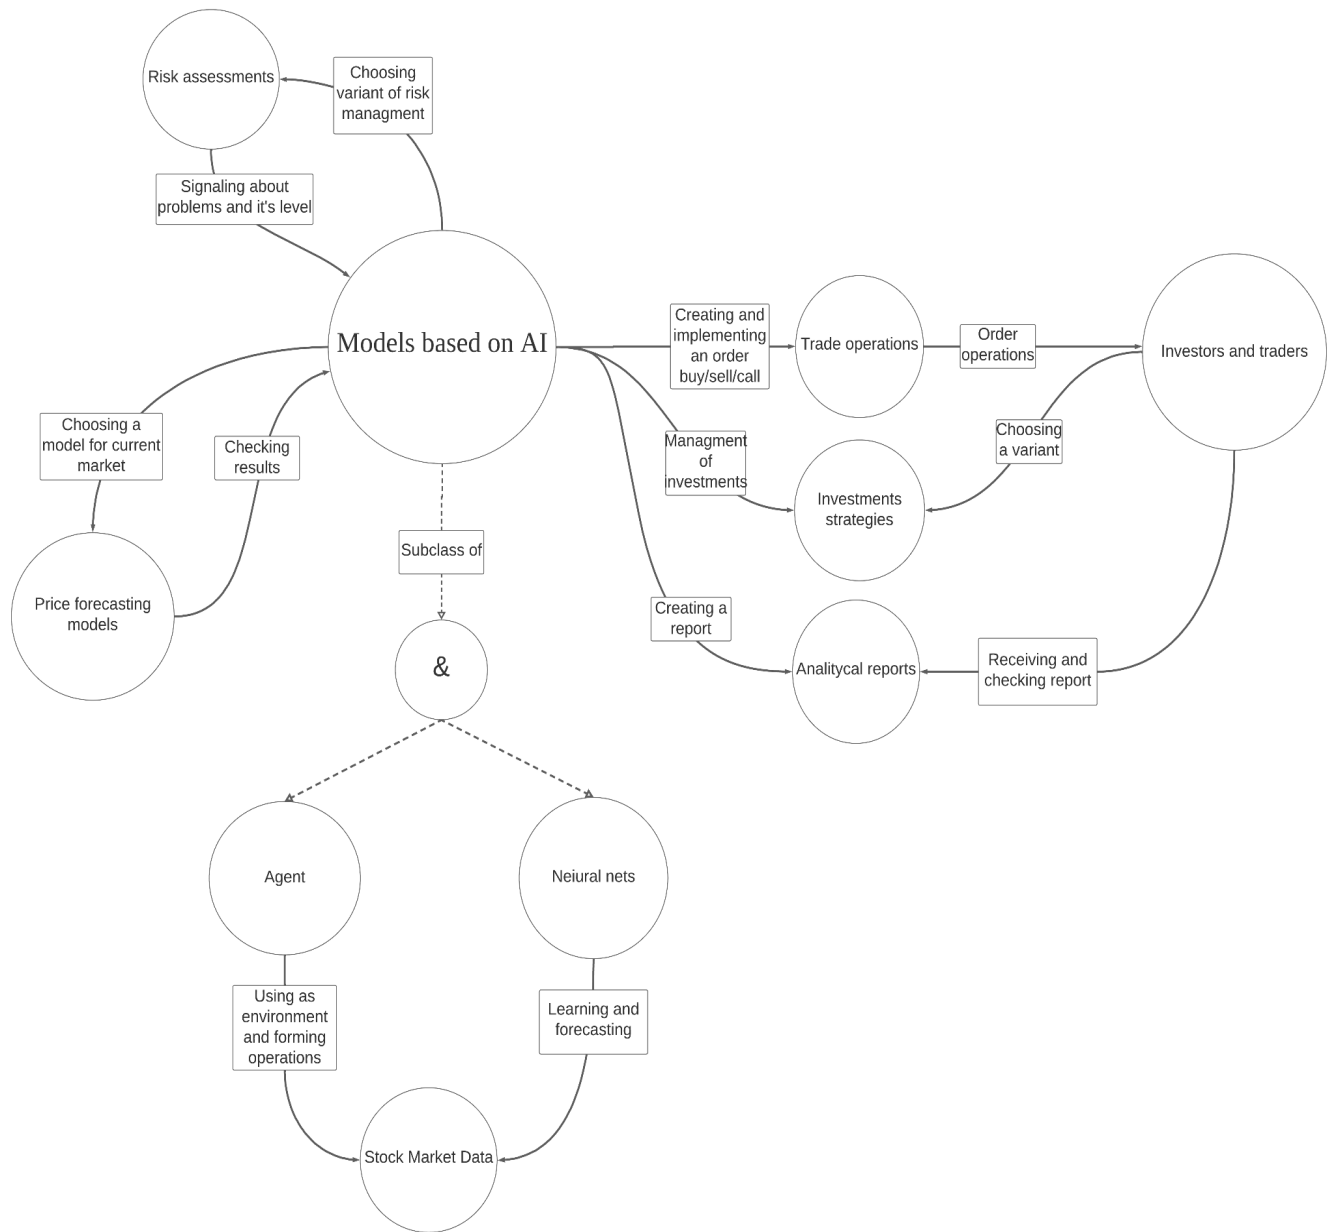 Risk assessments
Choosing
variant of risk
managment
Signaling about
problems and it's level
Models based on AI
Creating and
implementing
an order
buy/sell/call
Trade operations
Order
operations
Investors and traders
Choosing a
model for current
market
Checking
results
Managment
of
investments
Choosing
a variant
Investments
strategies
Subclass of
Price forecasting
models
Creating a
report
&
Analitycal reports
Receiving and
checking report
Agent
Neiural nets
Using as
environment
and forming
operations
Learning and
forecasting
Stock Market Data